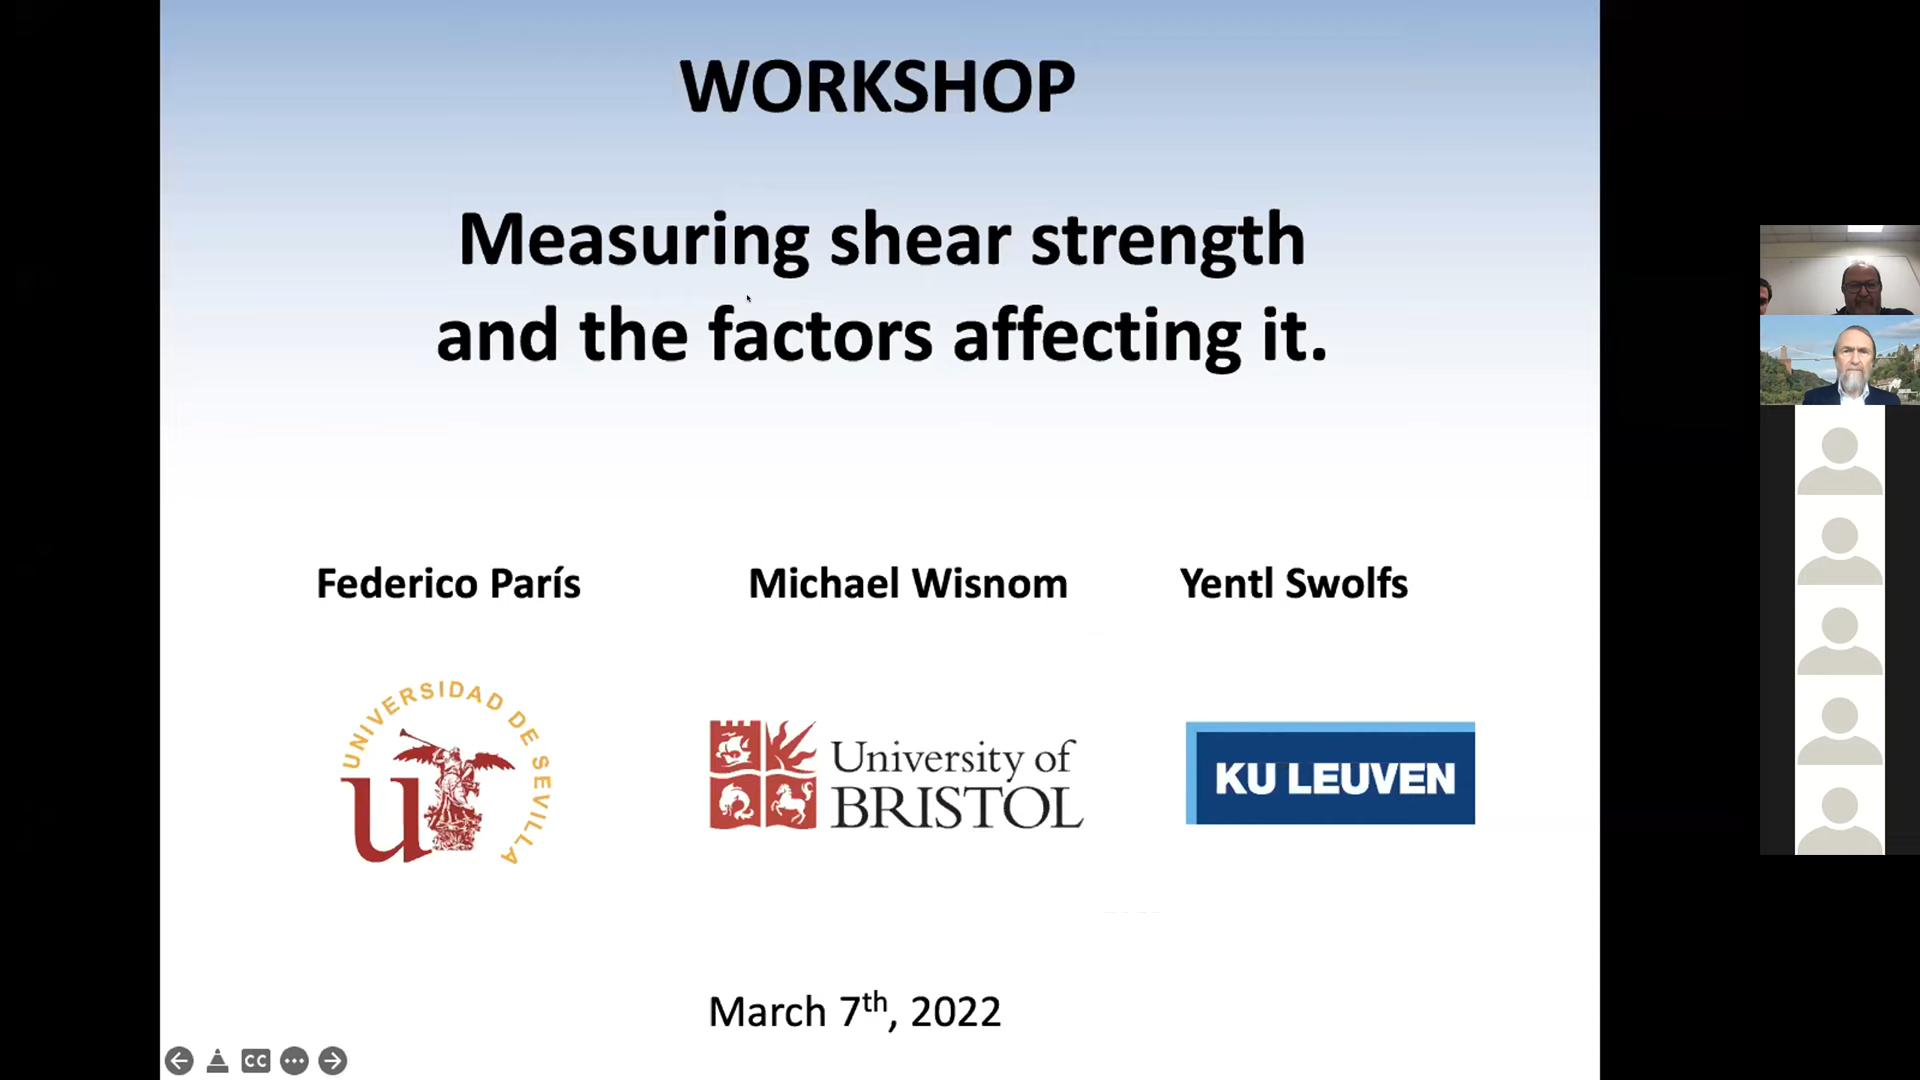 WORKSHOP
Measuring shear strength
and the factors affecting it.
Federico París
Michael Wisnom
Yentl Swolfs
UNIVERSIDAD DE SEVILLA
u
University of
BRISTOL
KU LEUVEN
March 7th, 2022
CC